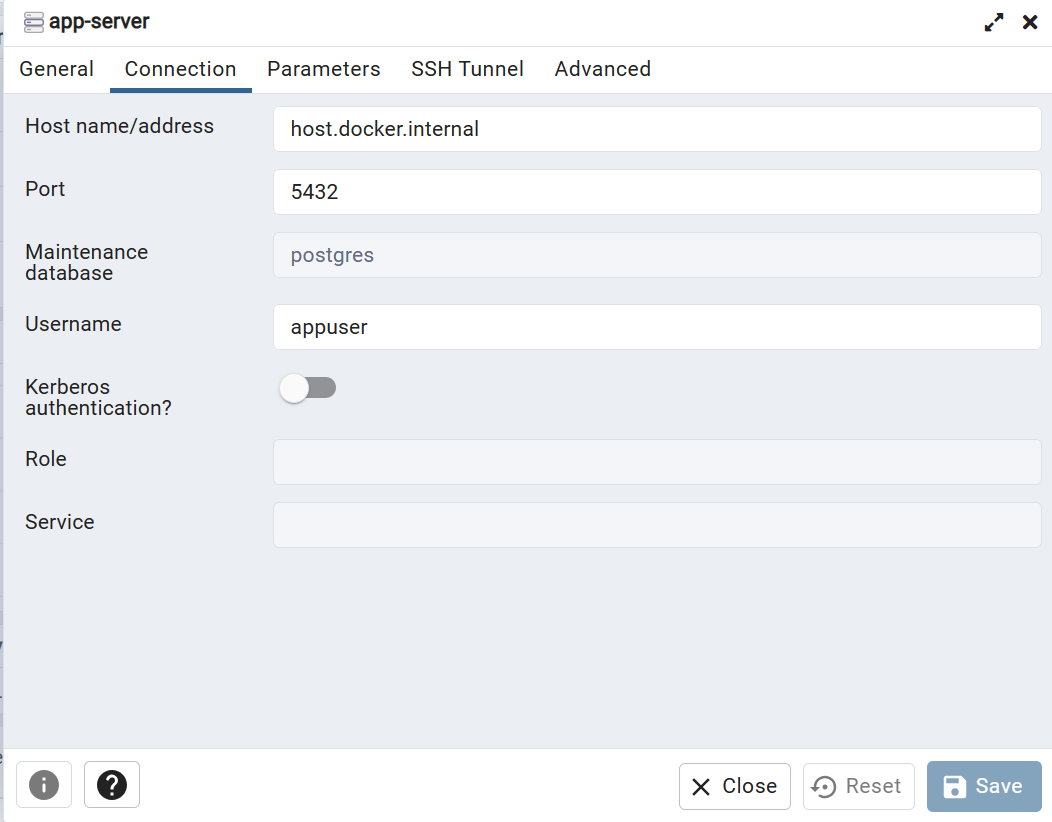 app-server
General Connection Parameters SSH Tunnel Advanced
Host name/address host.docker.internal
Port 5432
Maintenance
database
postgres
Username appuser
Kerberos
authentication?
Role
Service
Close Reset Save